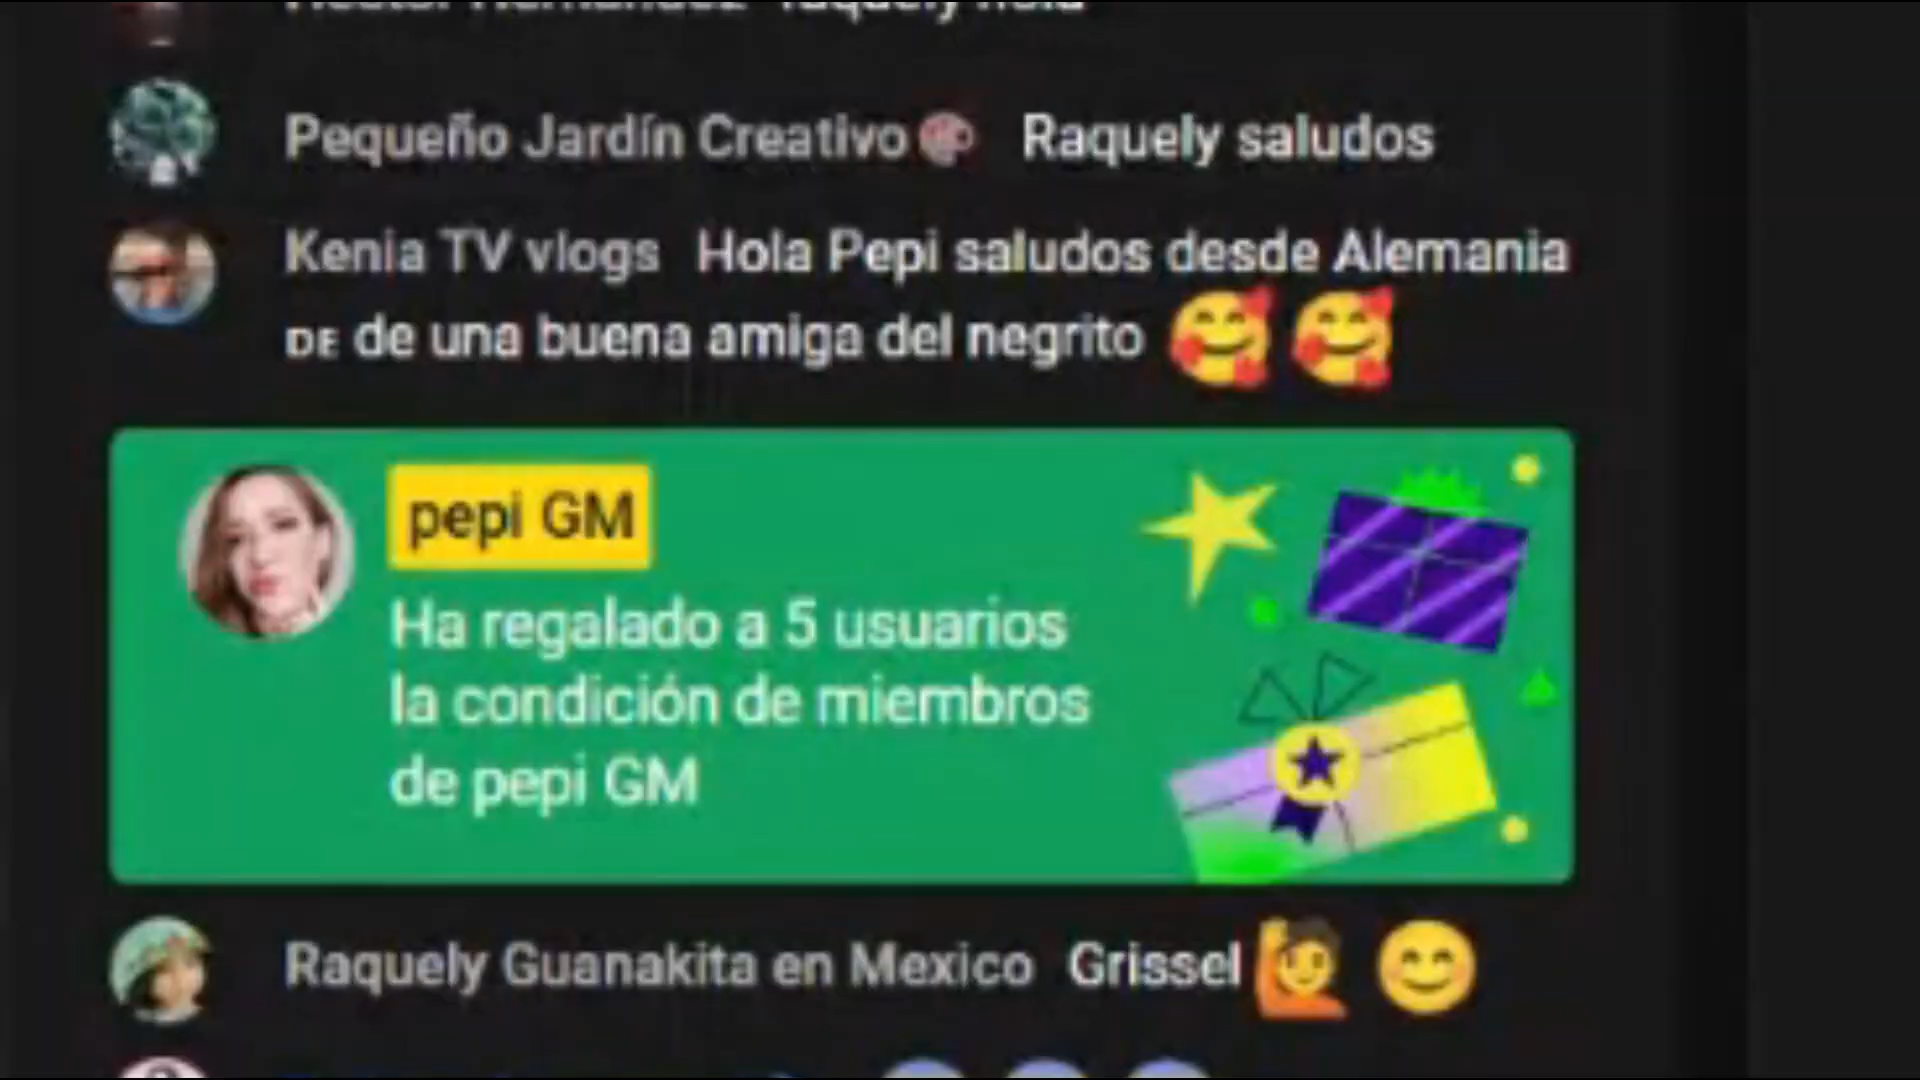 Pequeño Jardín Creativo🎨 Raquely saludos
Kenia TV vlogs Hola Pepi saludos desde Alemania
DE de una buena amiga del negrito 🥰 🥰
pepi GM
Ha regalado a 5 usuarios
la condición de miembros
de pepi GM
Raquely Guanakita en Mexico Grissel 🙋 😊